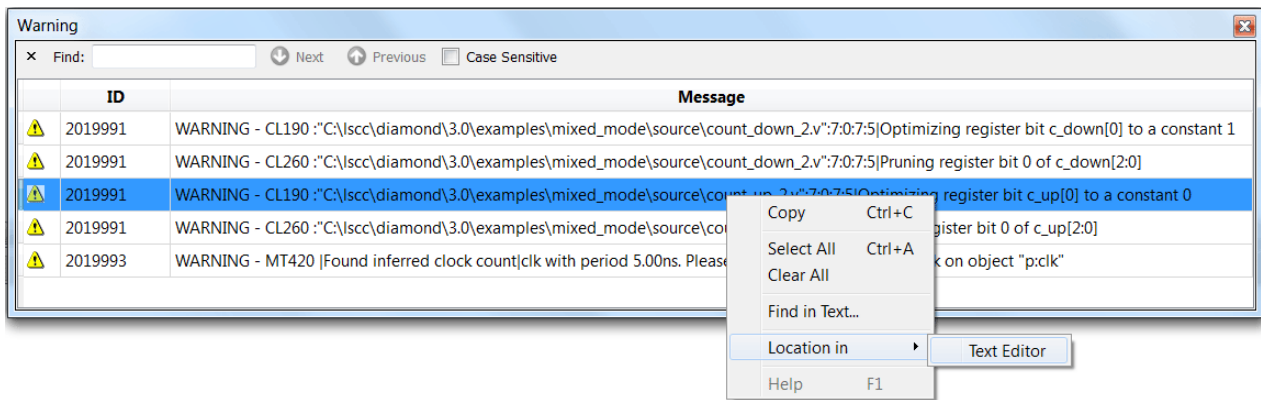 Warning
× Find: Next Previous Case Sensitive
ID Message
2019991 WARNING - CL190 :"C:\lscc\diamond\3.0\examples\mixed_mode\source\count_down_2.v":7:0:7:5|Optimizing register bit c_down[0] to a constant 1
2019991 WARNING - CL260 :"C:\lscc\diamond\3.0\examples\mixed_mode\source\count_down_2.v":7:0:7:5|Pruning register bit 0 of c_down[2:0]
2019991 WARNING - CL190 :"C:\lscc\diamond\3.0\examples\mixed_mode\source\count_up_2.v":7:0:7:5|Optimizing register bit c_up[0] to a constant 0
2019991 WARNING - CL260 :"C:\lscc\diamond\3.0\examples\mixed_mode\source\cou gister bit 0 of c_up[2:0]
2019993 WARNING - MT420 |Found inferred clock count|clk with period 5.00ns. Please k on object "p:clk"
Copy Ctrl+C
Select All Ctrl+A
Clear All
Find in Text...
Location in Text Editor
Help F1